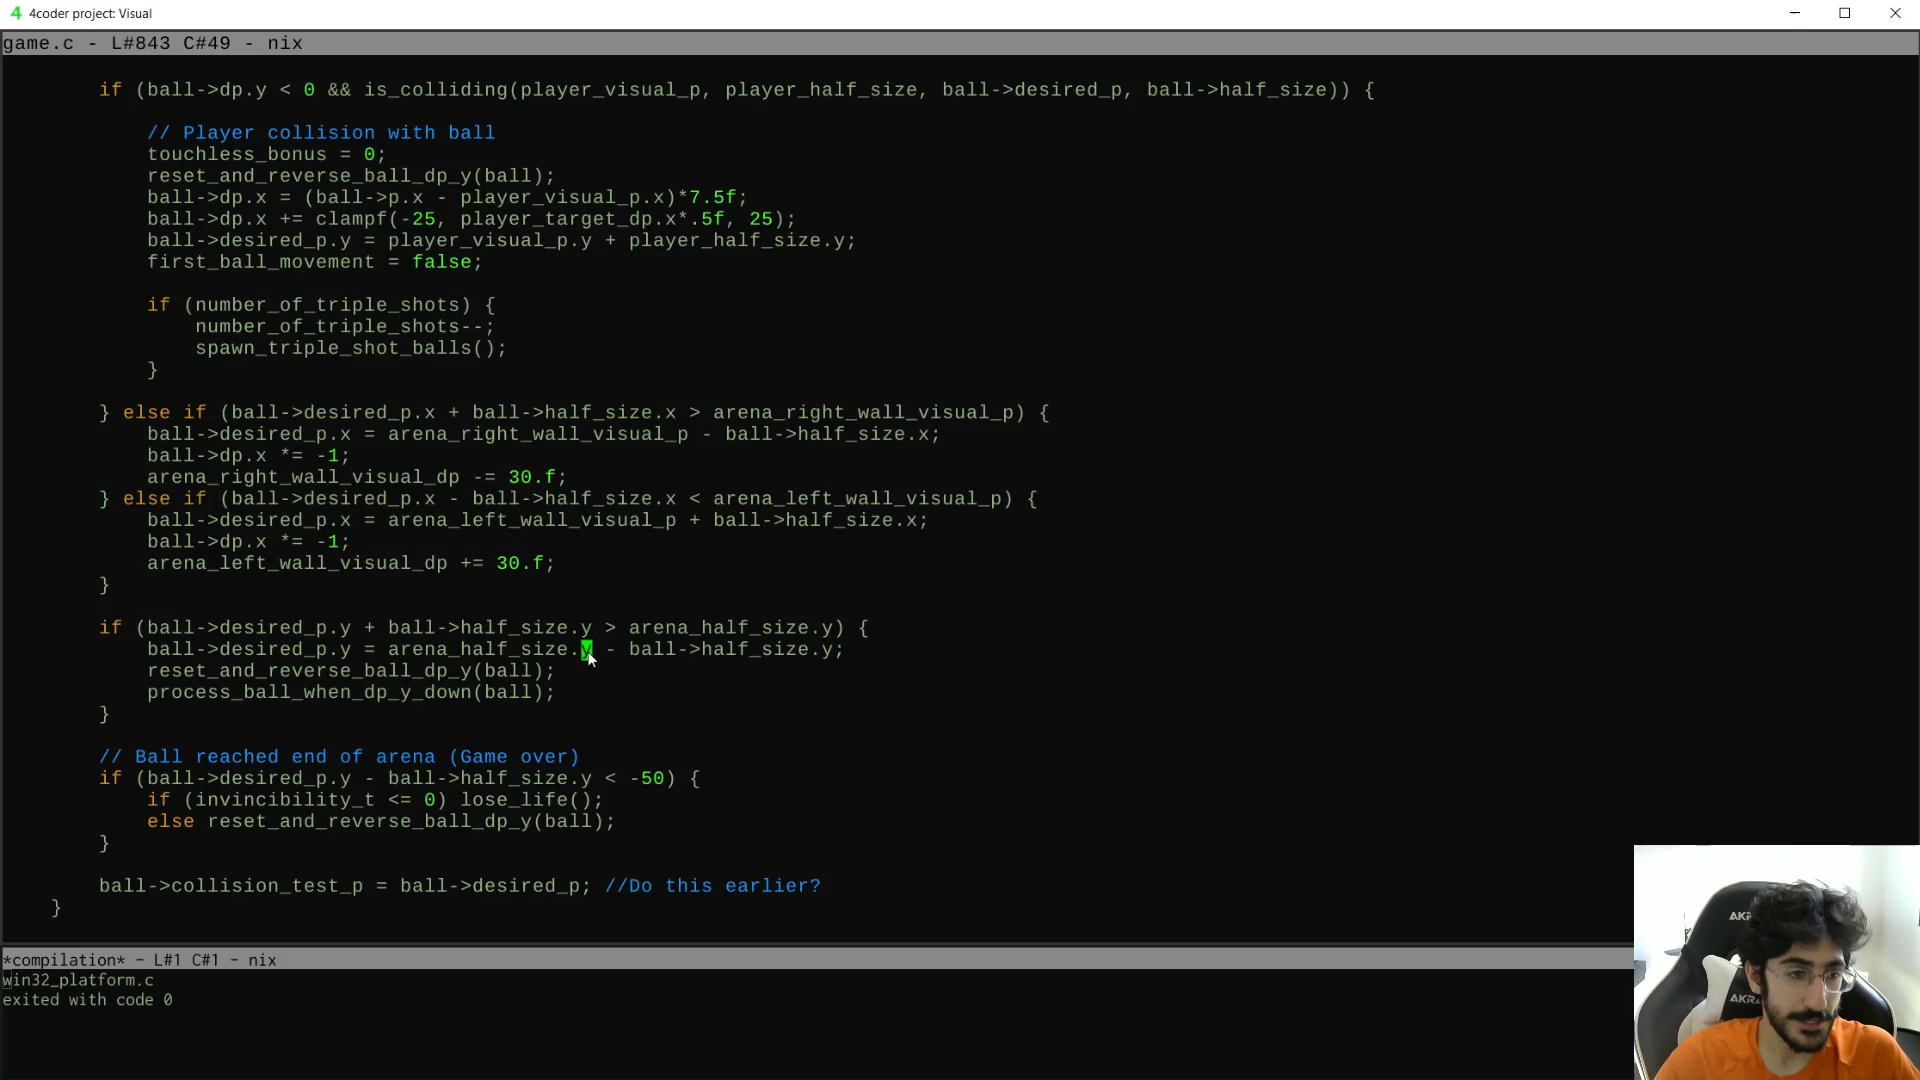 4 4coder project: Visual
game.c - L#843 C#49 - nix
if (ball->dp.y < 0 && is_colliding(player_visual_p, player_half_size, ball->desired_p, ball->half_size)) {
// Player collision with ball
touchless_bonus = 0;
reset_and_reverse_ball_dp_y(ball);
ball->dp.x = (ball->p.x - player_visual_p.x)*7.5f;
ball->dp.x += clampf(-25, player_target_dp.x*.5f, 25);
ball->desired_p.y = player_visual_p.y + player_half_size.y;
first_ball_movement = false;
if (number_of_triple_shots) {
number_of_triple_shots--;
spawn_triple_shot_balls();
}
} else if (ball->desired_p.x + ball->half_size.x > arena_right_wall_visual_p) {
ball->desired_p.x = arena_right_wall_visual_p - ball->half_size.x;
ball->dp.x *= -1;
arena_right_wall_visual_dp -= 30.f;
} else if (ball->desired_p.x - ball->half_size.x < arena_left_wall_visual_p) {
ball->desired_p.x = arena_left_wall_visual_p + ball->half_size.x;
ball->dp.x *= -1;
arena_left_wall_visual_dp += 30.f;
}
if (ball->desired_p.y + ball->half_size.y > arena_half_size.y) {
ball->desired_p.y = arena_half_size.y - ball->half_size.y;
reset_and_reverse_ball_dp_y(ball);
process_ball_when_dp_y_down(ball);
}
// Ball reached end of arena (Game over)
if (ball->desired_p.y - ball->half_size.y < -50) {
if (invincibility_t <= 0) lose_life();
else reset_and_reverse_ball_dp_y(ball);
}
ball->collision_test_p = ball->desired_p; //Do this earlier?
}
*compilation* - L#1 C#1 - nix
win32_platform.c
exited with code 0